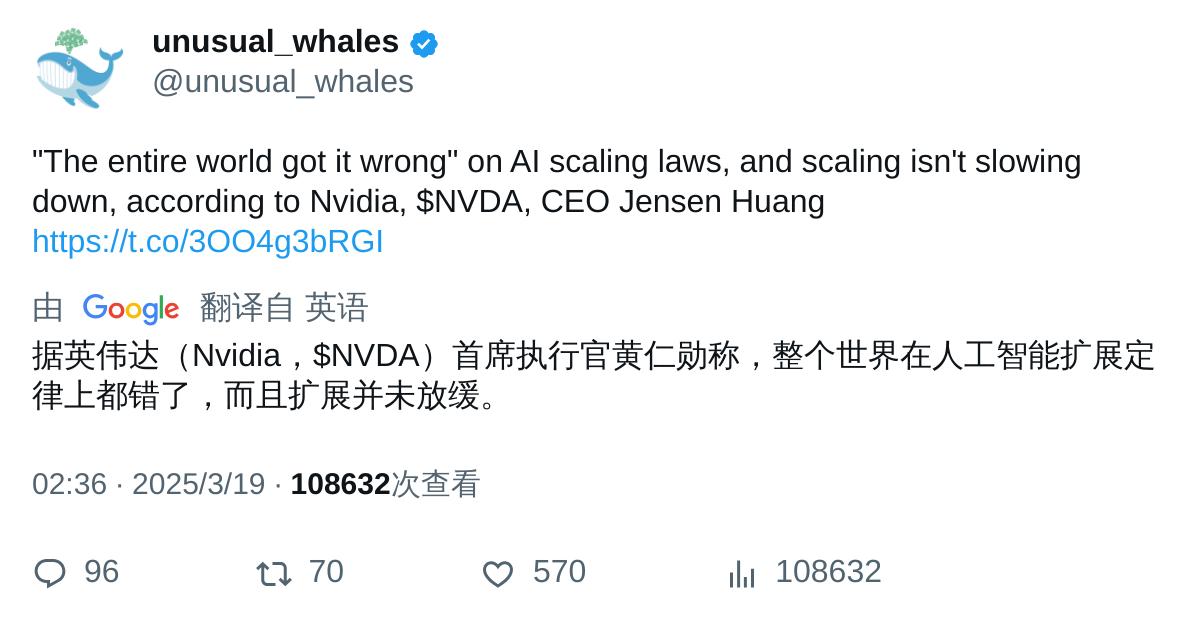 unusual_whales
@unusual_whales
"The entire world got it wrong" on AI scaling laws, and scaling isn't slowing
down, according to Nvidia, $NVDA, CEO Jensen Huang
https://t.co/3OO4g3bRGI
由 Google 翻译自 英语
据英伟达（Nvidia，$NVDA）首席执行官黄仁勋称，整个世界在人工智能扩展定
律上都错了，而且扩展并未放缓。
02:36 · 2025/3/19 · 108632次查看
96 70 570 108632